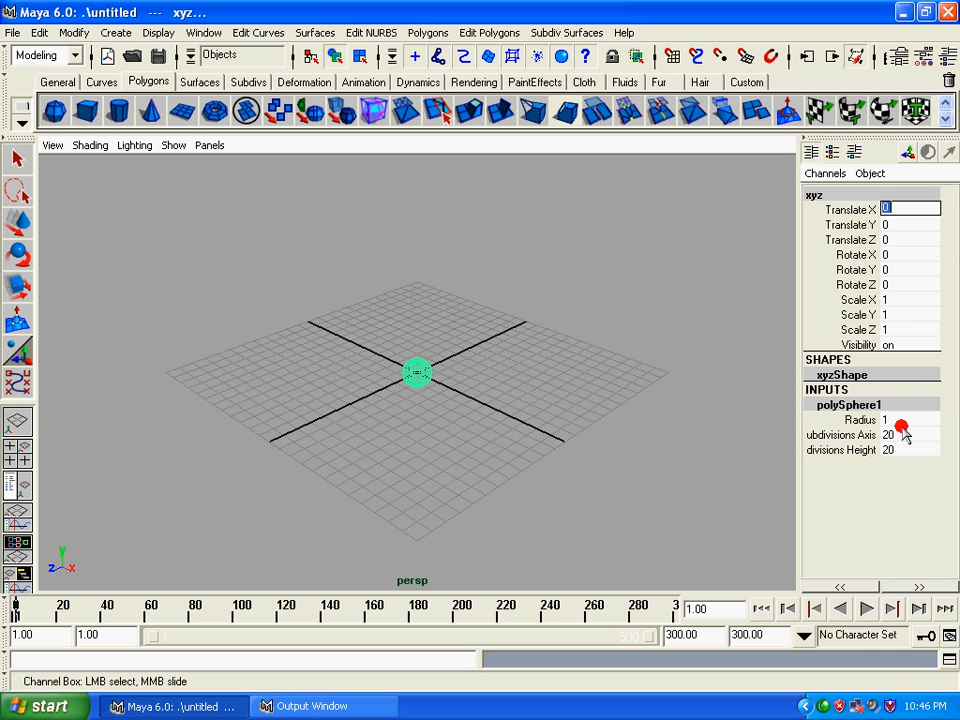 Maya 6.0: .\untitled --- xyz...
File Edit Modify Create Display Window Edit Curves Surfaces Edit NURBS Polygons Edit Polygons Subdiv Surfaces Help
Modeling Objects
General Curves Polygons Surfaces Subdivs Deformation Animation Dynamics Rendering PaintEffects Cloth Fluids Fur Hair Custom
View Shading Lighting Show Panels
Channels Object
xyz
Translate X 0
Translate Y 0
Translate Z 0
Rotate X 0
Rotate Y 0
Rotate Z 0
Scale X 1
Scale Y 1
Scale Z 1
Visibility on
SHAPES
xyzShape
INPUTS
polySphere1
Radius 1
ubdivisions Axis 20
divisions Height 20
y
z x
persp
<< >>
20 40 60 80 100 120 140 160 180 200 220 240 260 280 3 1.00
1.00 1.00 1 300 300.00 300.00 No Character Set
Channel Box: LMB select, MMB slide
start Maya 6.0: .\untitled ... Output Window 10:46 PM